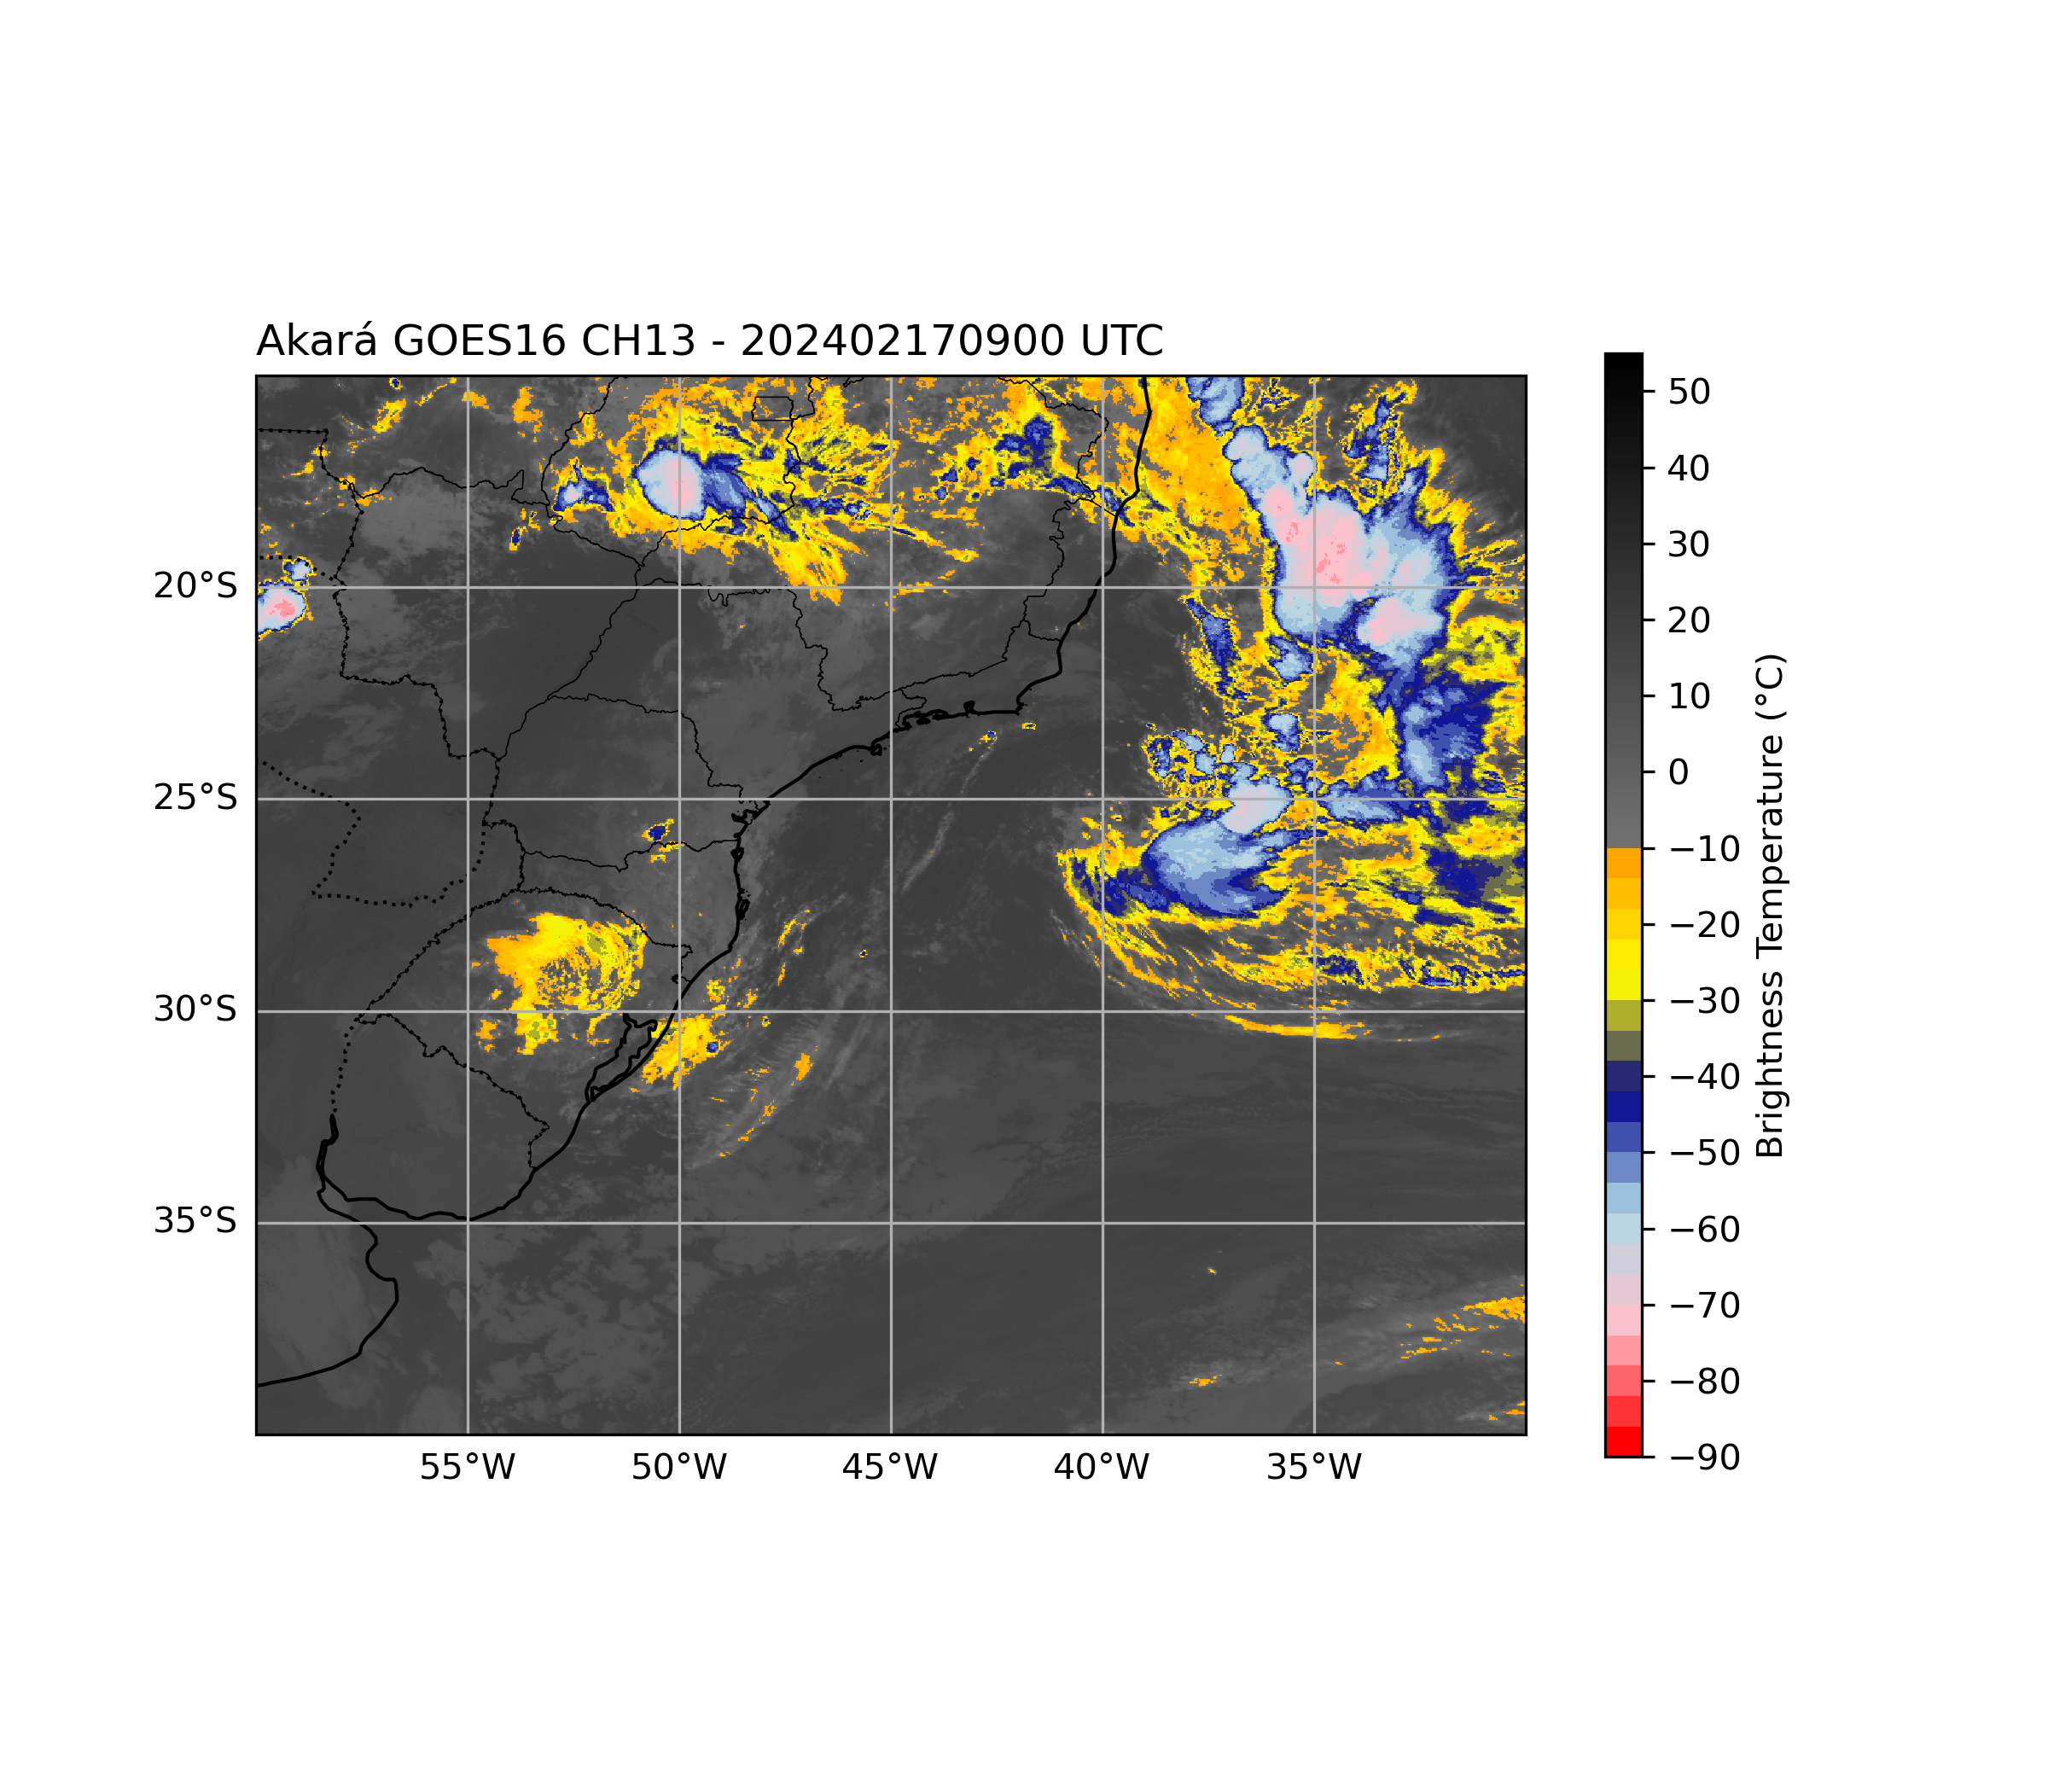 Akará GOES16 CH13 - 202402170900 UTC
20°S
25°S
30°S
35°S
55°W
50°W
45°W
40°W
35°W
50
40
30
20
10
0
−10
−20
−30
−40
−50
−60
−70
−80
−90
Brightness Temperature (°C)